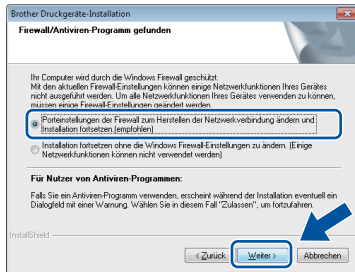 Brother Druckgeräte-Installation
Firewall/Antiviren-Programm gefunden
Ihr Computer wird durch die Windows Firewall geschützt.
Mit den aktuellen Firewall-Einstellungen können einige Netzwerkfunktionen Ihres Gerätes
nicht ausgeführt werden. Um alle Netzwerkfunktionen Ihres Gerätes verwenden zu können,
müssen einige Firewall-Einstellungen geändert werden.
Porteinstellungen der Firewall zum Herstellen der Netzwerkverbindung ändern und
Installation fortsetzen.(empfohlen)
Installation fortsetzen ohne die Windows Firewall-Einstellungen zu ändern. (Einige
Netzwerkfunktionen können nicht verwendet werden)
Für Nutzer von Antiviren-Programmen:
Falls Sie ein Antiviren-Programm verwenden, erscheint während der Installation eventuell ein
Dialogfeld mit einer Warnung. Wählen Sie in diesem Fall "Zulassen", um fortzufahren.
InstallShield
< Zurück
Weiter >
Abbrechen